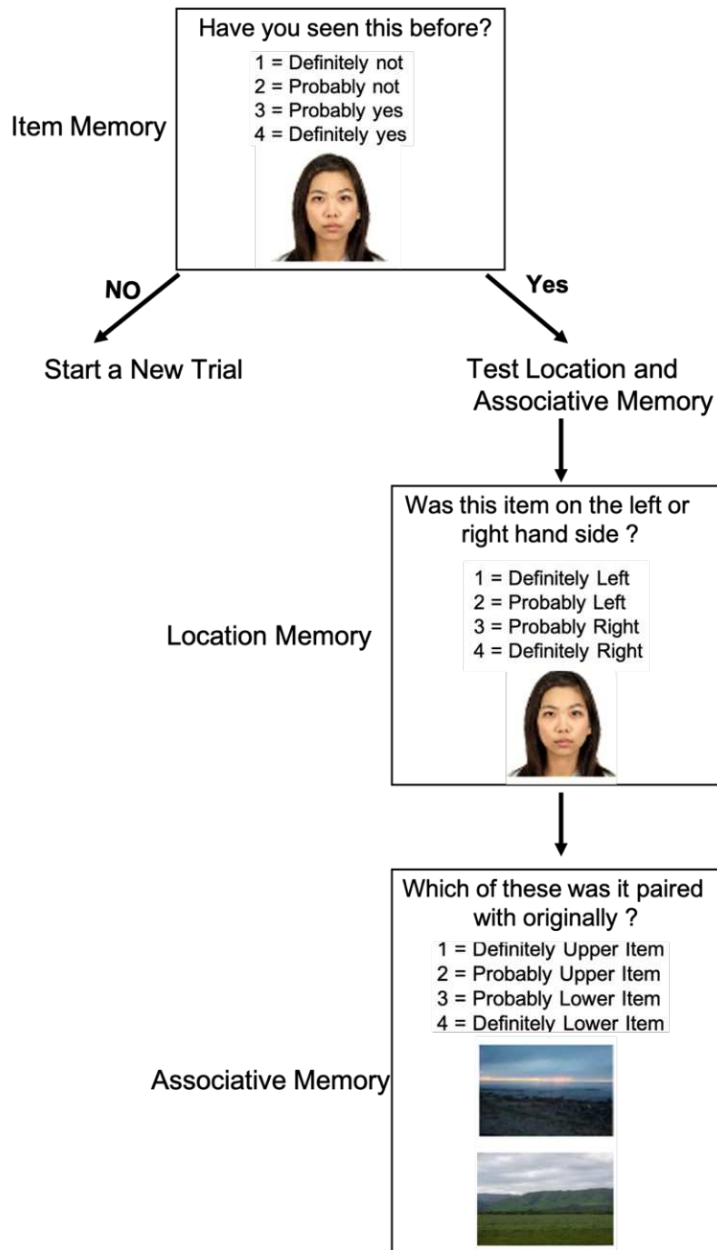 Have you seen this before?
1 = Definitely not
2 = Probably not
3 = Probably yes
4 = Definitely yes
Item Memory
NO
Yes
Start a New Trial
Test Location and
Associative Memory
Was this item on the left or
right hand side ?
1 = Definitely Left
2 = Probably Left
3 = Probably Right
4 = Definitely Right
Location Memory
Which of these was it paired
with originally ?
1 = Definitely Upper Item
2 = Probably Upper Item
3 = Probably Lower Item
4 = Definitely Lower Item
Associative Memory